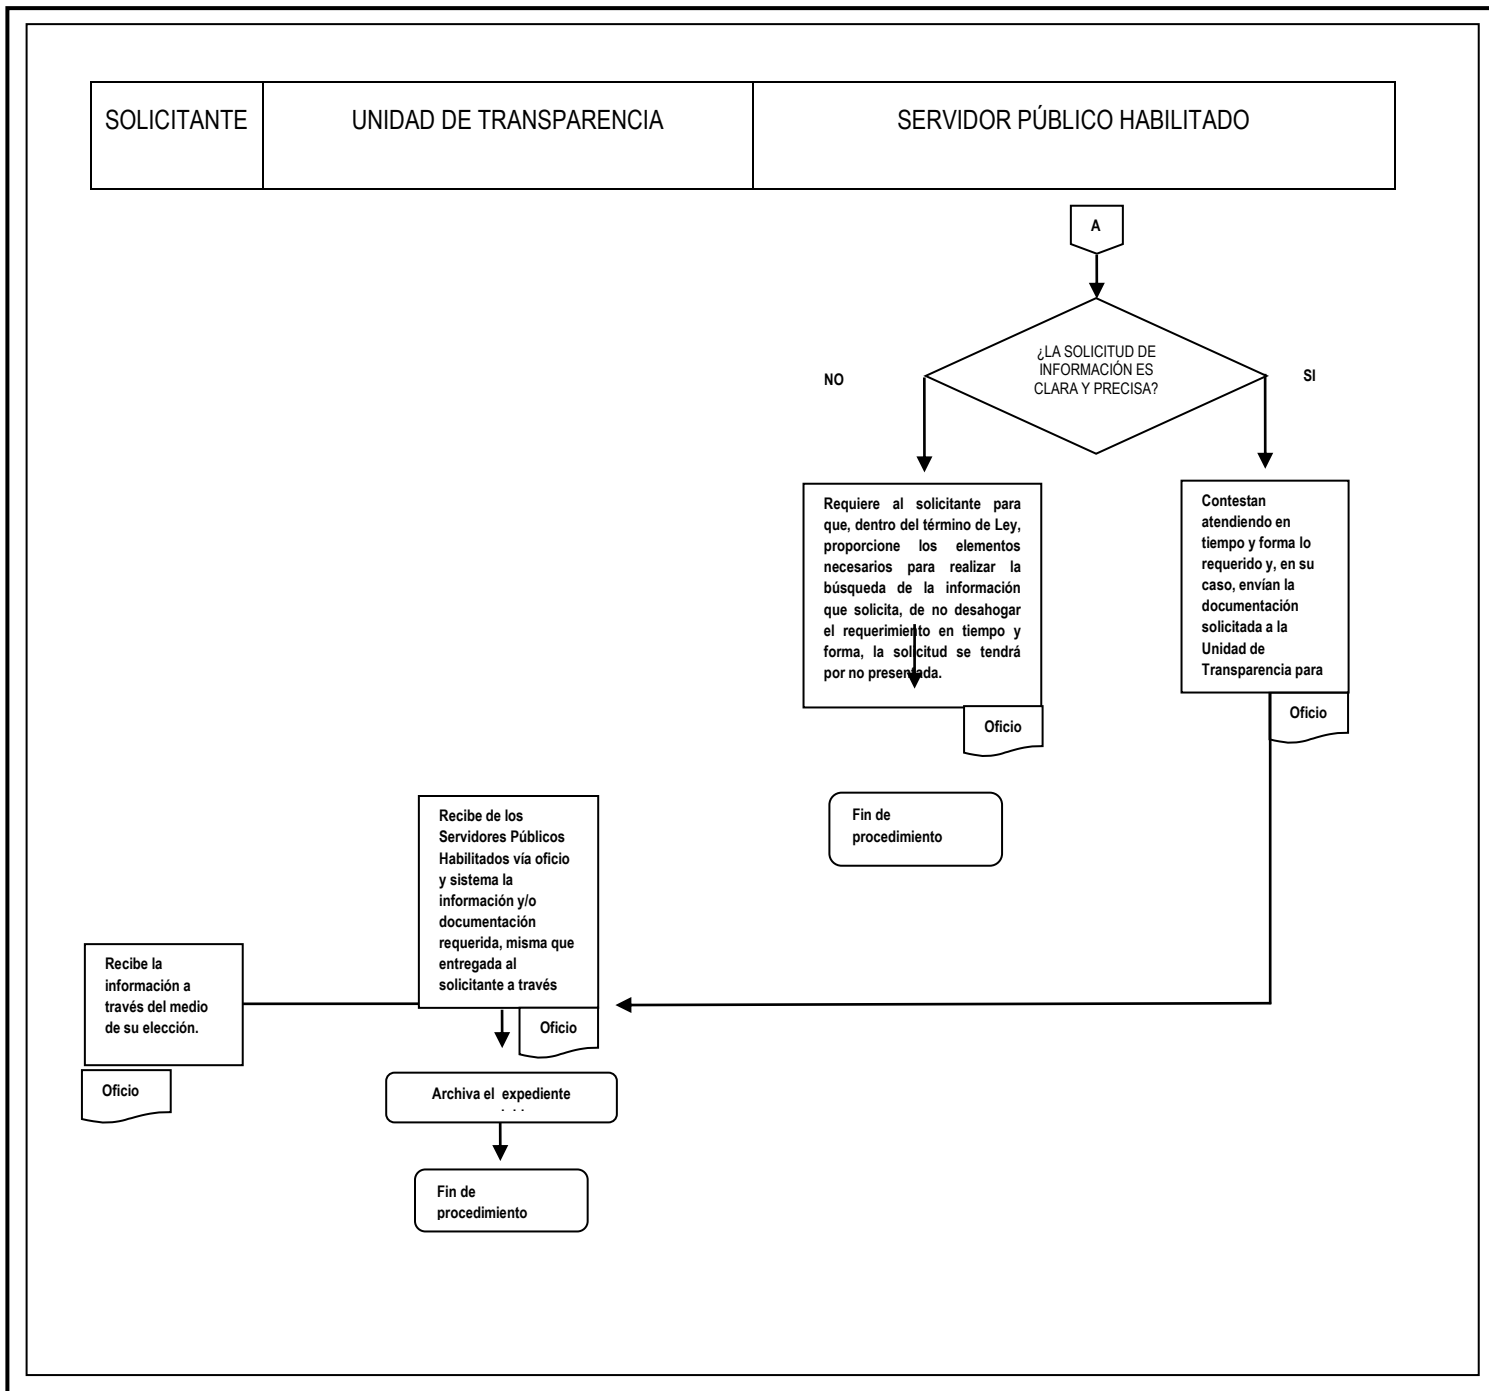 SOLICITANTE
UNIDAD DE TRANSPARENCIA
SERVIDOR PÚBLICO HABILITADO
A
¿LA SOLICITUD DE
INFORMACIÓN ES
CLARA Y PRECISA?
NO
SI
Requiere al solicitante para
que, dentro del término de Ley,
proporcione los elementos
necesarios para realizar la
búsqueda de la información
que solicita, de no desahogar
el requerimiento en tiempo y
forma, la solicitud se tendrá
por no presentada.
Oficio
Contestan
atendiendo en
tiempo y forma lo
requerido y, en su
caso, envían la
documentación
solicitada a la
Unidad de
Transparencia para
Oficio
Fin de
procedimiento
Recibe de los
Servidores Públicos
Habilitados vía oficio
y sistema la
información y/o
documentación
requerida, misma que
entregada al
solicitante a través
Oficio
Recibe la
información a
través del medio
de su elección.
Oficio
Archiva el expediente
Fin de
procedimiento